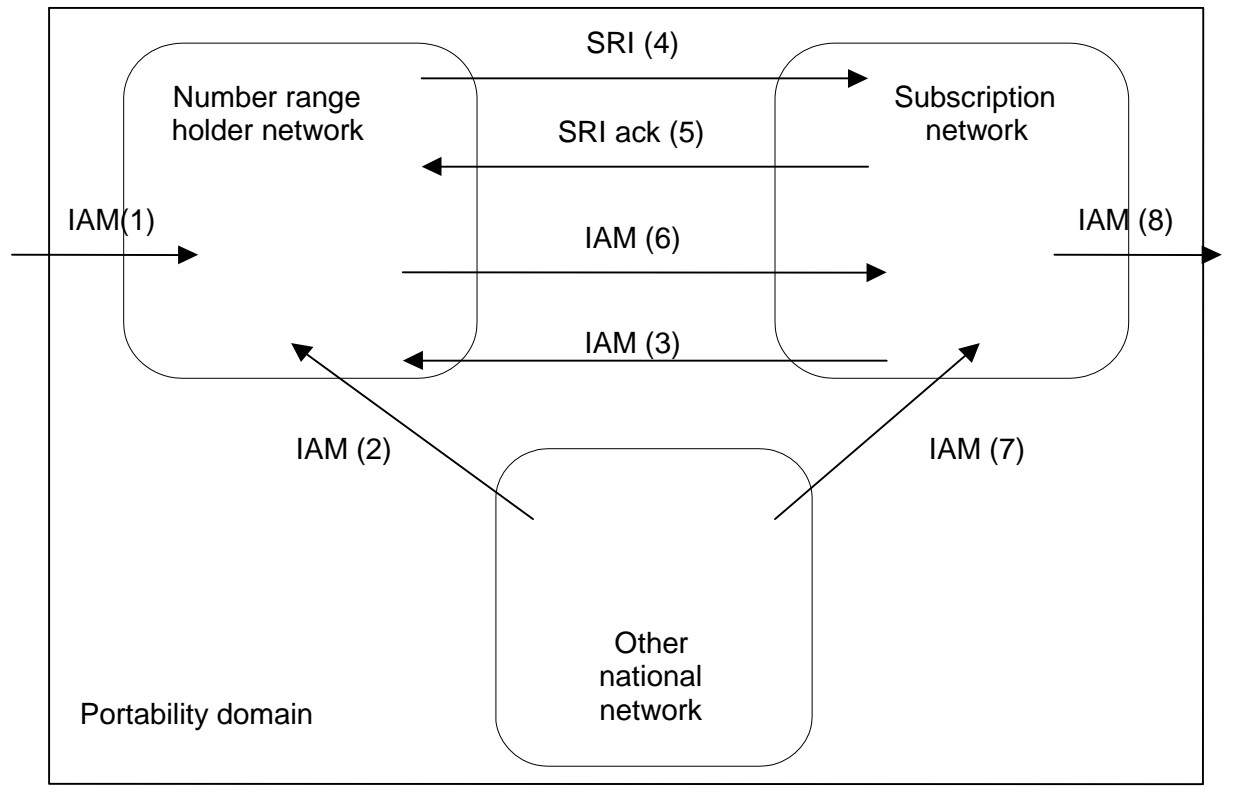 SRI (4)
Number range
holder network
Subscription
network
SRI ack (5)
IAM(1)
IAM (6)
IAM (8)
IAM (3)
IAM (2)
IAM (7)
Other
national
network
Portability domain